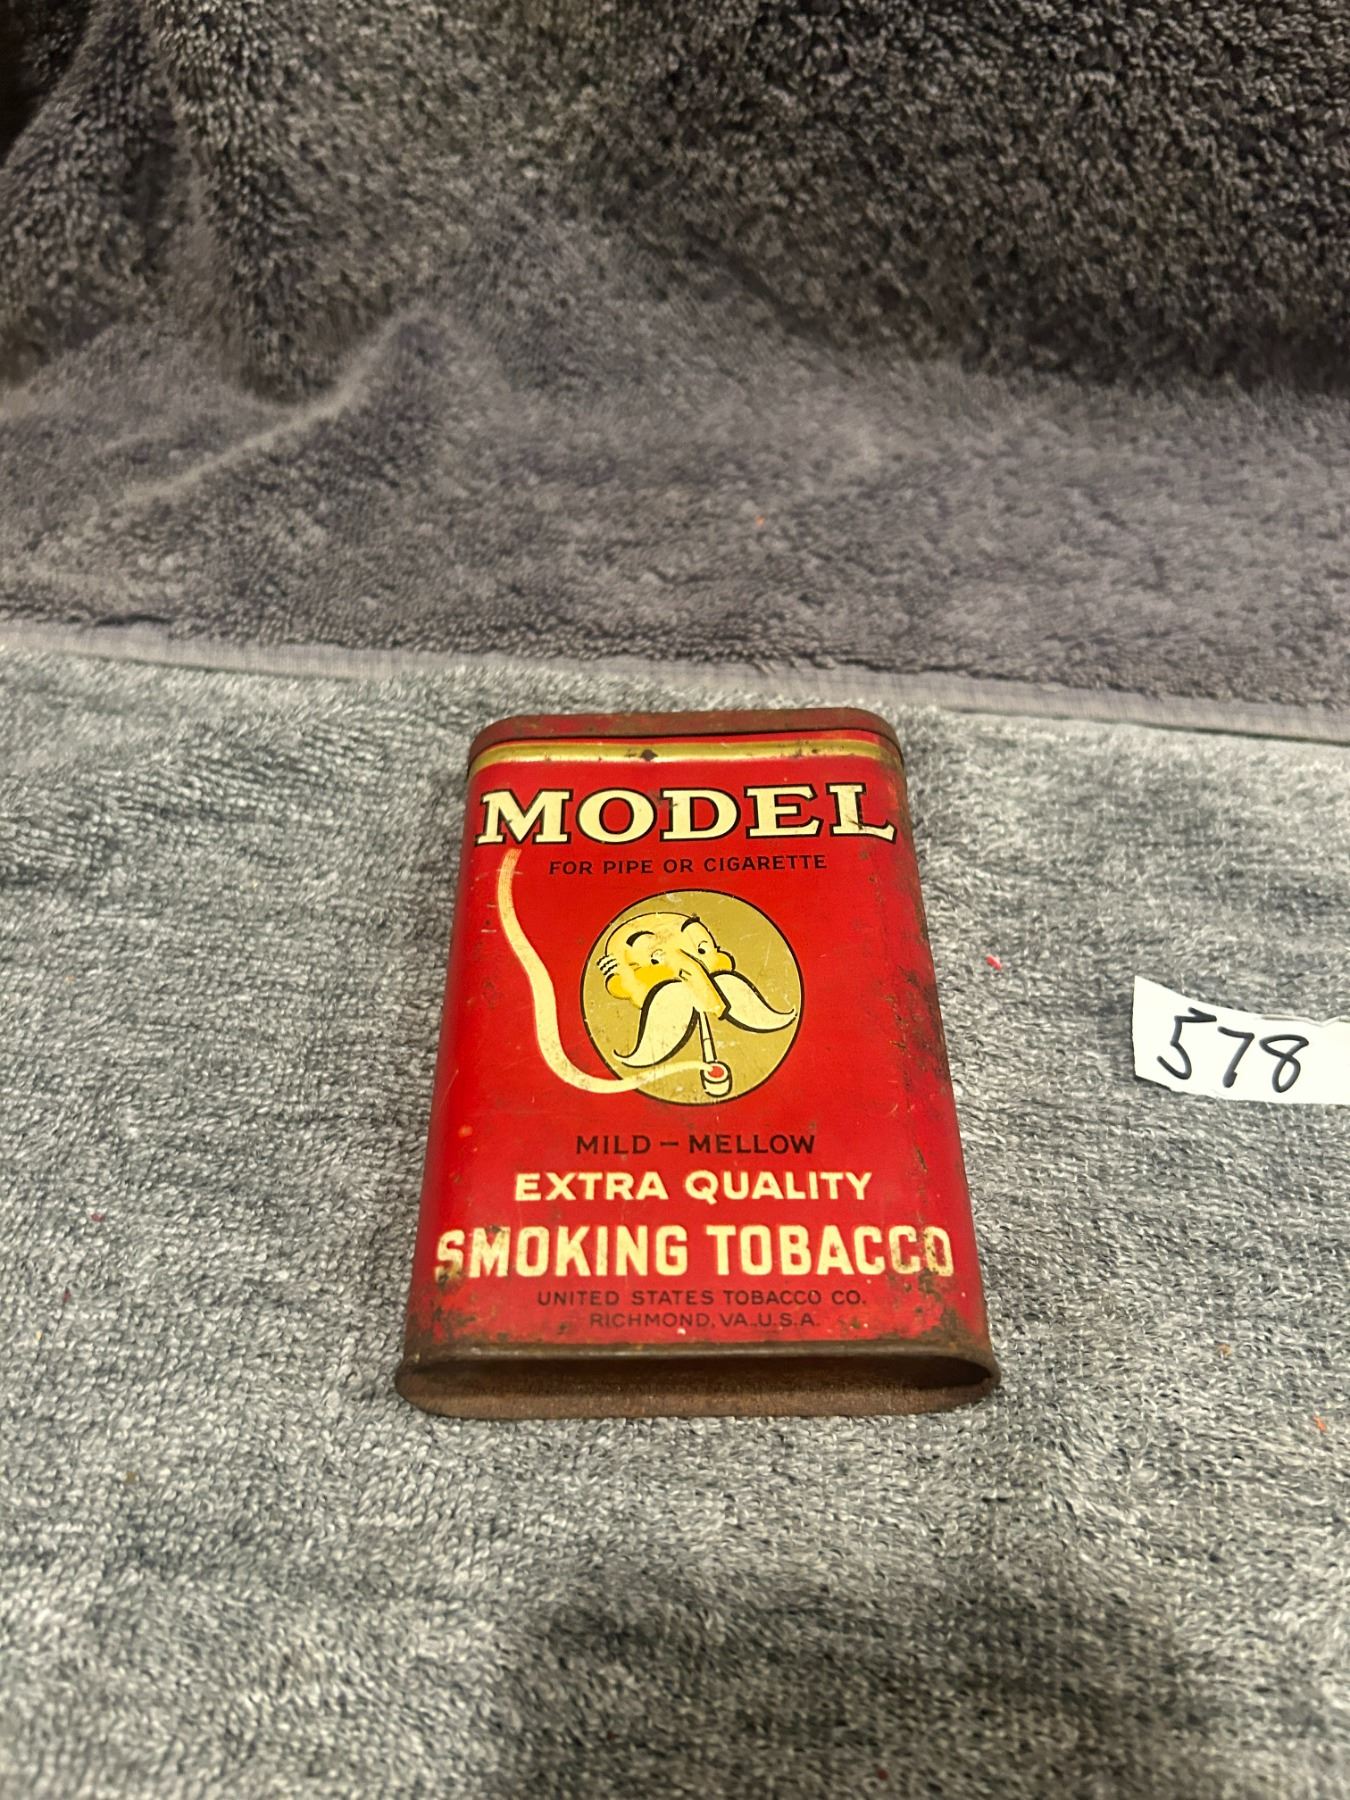 MODEL
FOR PIPE OR CIGARETTE
578
MILD – MELLOW
EXTRA QUALITY
SMOKING TOBACCO
UNITED STATES TOBACCO CO.
RICHMOND, VA., U.S.A.